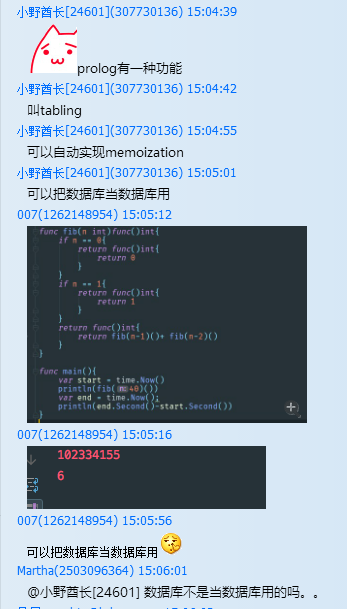 小野酋长[24601](307730136) 15:04:39
prolog有一种功能
小野酋长[24601](307730136) 15:04:42
叫tabling
小野酋长[24601](307730136) 15:04:55
可以自动实现memoization
小野酋长[24601](307730136) 15:05:01
可以把数据库当数据库用
007(1262148954) 15:05:12
func fib(n int)func()int{
if n == 0{
return func()int{
return 0
}
}
if n == 1{
return func()int{
return 1
}
}
return func()int{
return fib(n-1)()+ fib(n-2)()
}
}
func main(){
var start = time.Now()
println(fib( n: 40)())
var end = time.Now();
println(end.Second()-start.Second())
}
007(1262148954) 15:05:16
102334155
6
007(1262148954) 15:05:56
可以把数据库当数据库用
Martha(2503096364) 15:06:01
@小野酋长[24601] 数据库不是当数据库用的吗。。